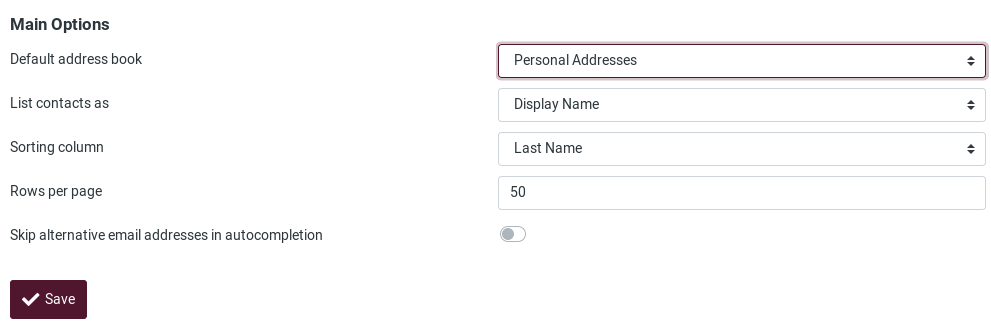 Main Options
Default address book
Personal Addresses
List contacts as
Display Name
Sorting column
Last Name
Rows per page
50
Skip alternative email addresses in autocompletion
Save